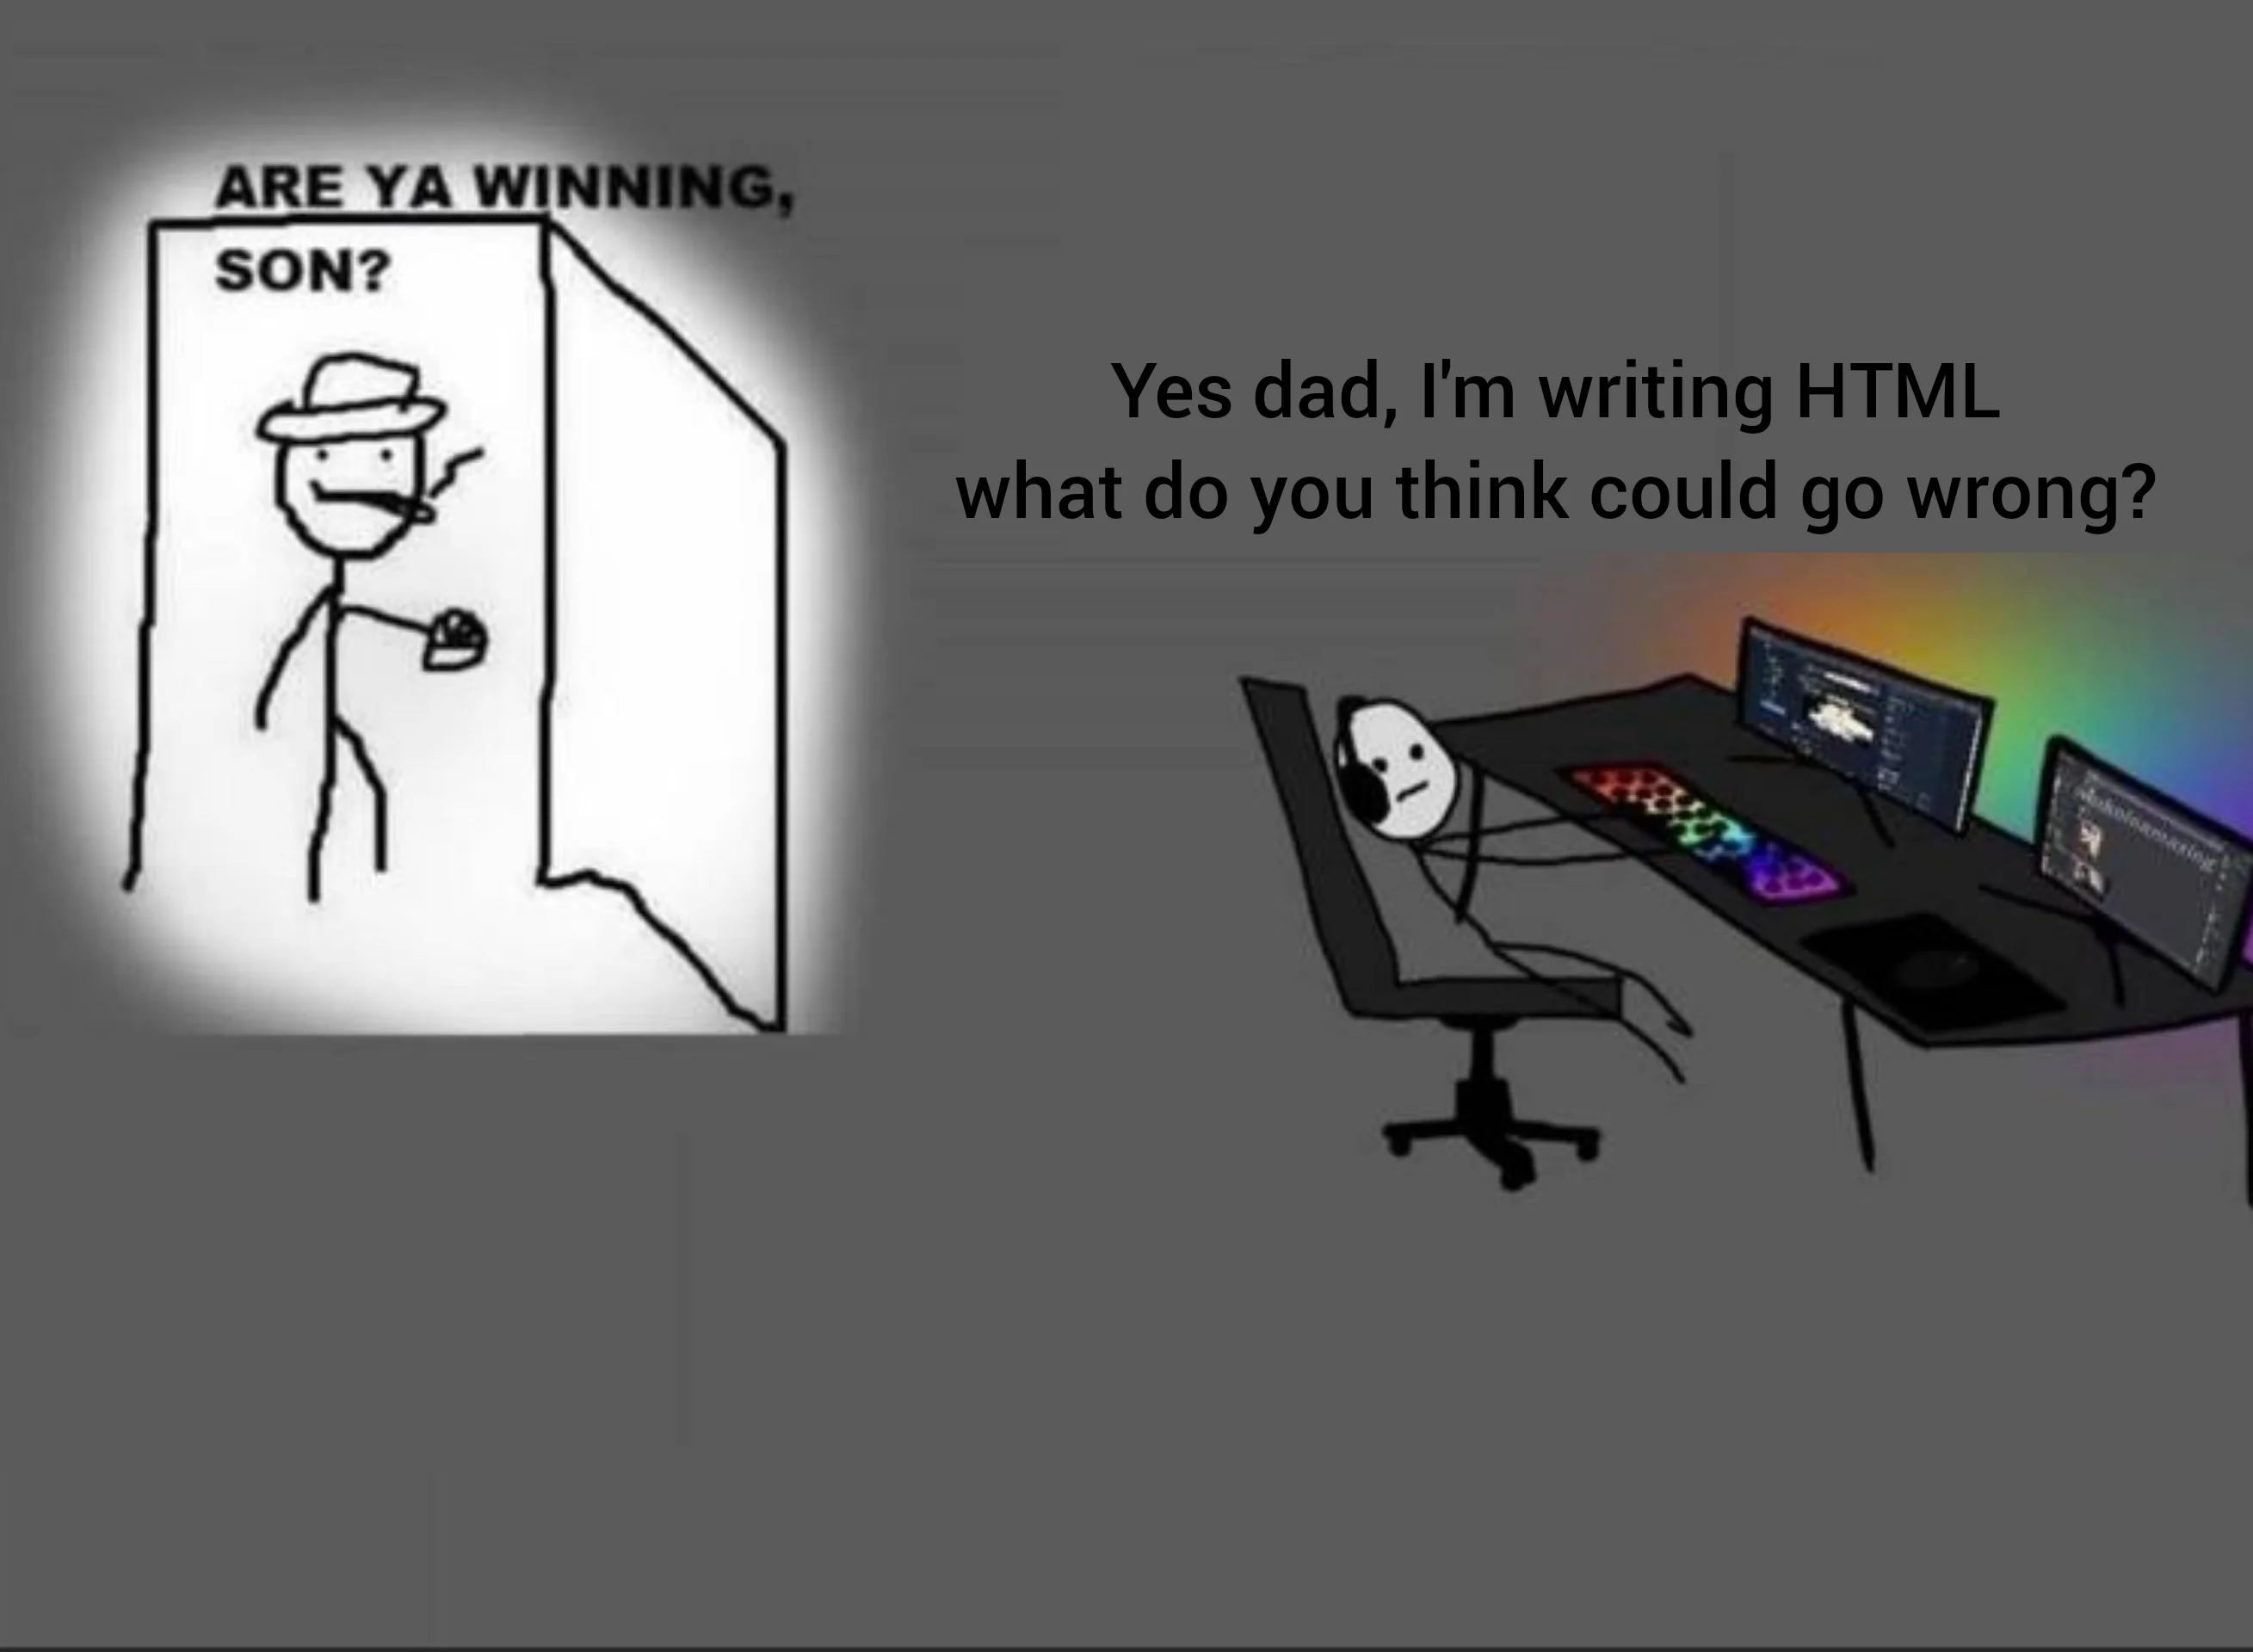 ARE YA WINNING,
SON?
Yes dad, I'm writing HTML
what do you think could go wrong?